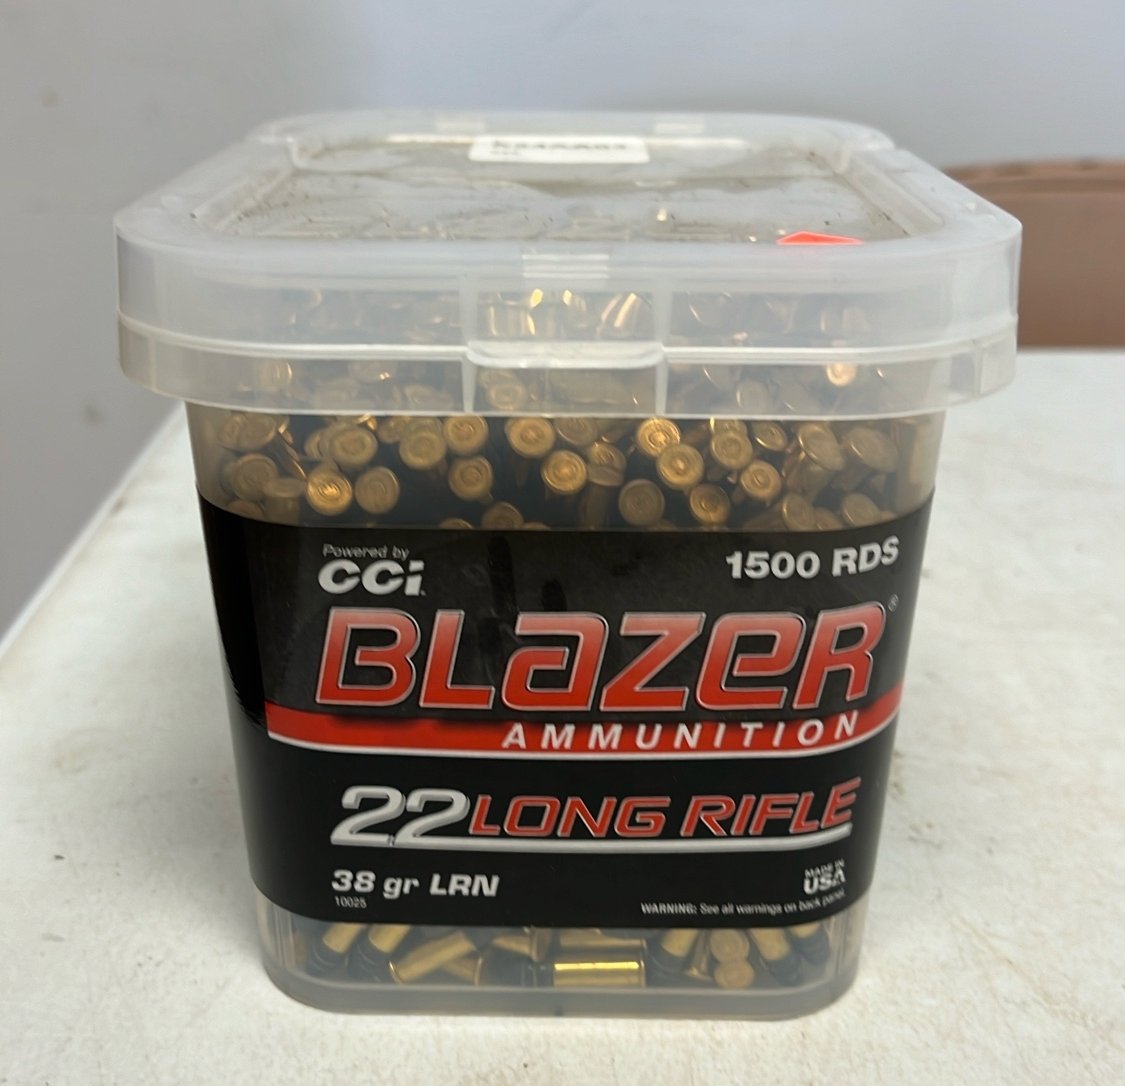 Powered by
CCI
1500 RDS
BLaZeR®
AMMUNITION
22 LONG RIFLE
38 gr LRN
10025
MADE IN
USA
WARNING: See all warnings on back panel.